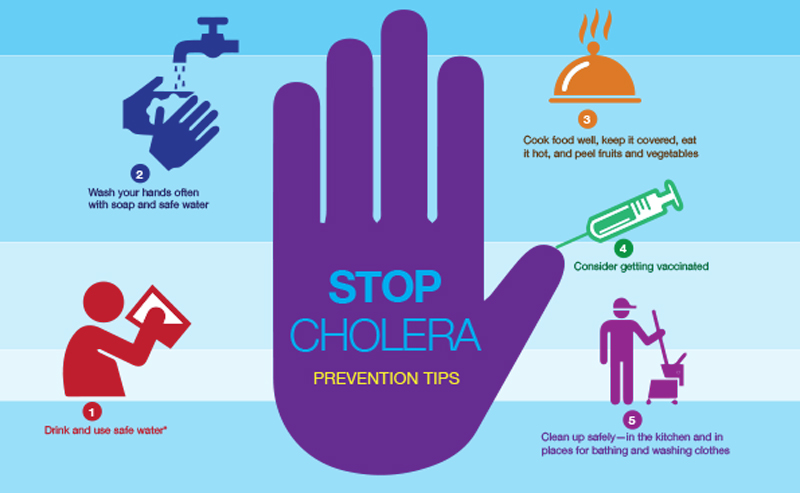 STOP
CHOLERA
PREVENTION TIPS
1
Drink and use safe water*
2
Wash your hands often
with soap and safe water
3
Cook food well, keep it covered, eat
it hot, and peel fruits and vegetables
4
Consider getting vaccinated
5
Clean up safely—in the kitchen and in
places for bathing and washing clothes